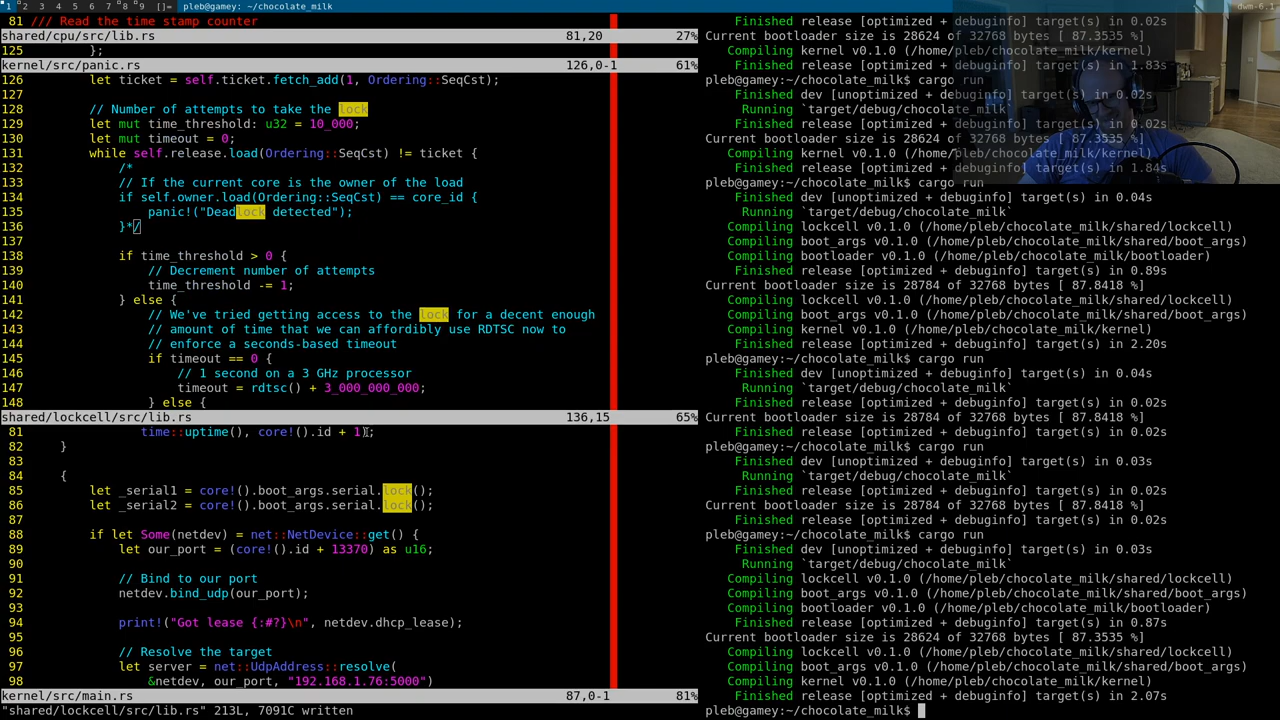 1 2 3 4 5 6 7 8 9 []= pleb@gamey: ~/chocolate_milk dwm-6.1
81 /// Read the time stamp counter
shared/cpu/src/lib.rs 81,20 27%
125 };
kernel/src/panic.rs 126,0-1 61%
126 let ticket = self.ticket.fetch_add(1, Ordering::SeqCst);
127
128 // Number of attempts to take the lock
129 let mut time_threshold: u32 = 10_000;
130 let mut timeout = 0;
131 while self.release.load(Ordering::SeqCst) != ticket {
132 /*
133 // If the current core is the owner of the load
134 if self.owner.load(Ordering::SeqCst) == core_id {
135 panic!("Deadlock detected");
136 }*/
137
138 if time_threshold > 0 {
139 // Decrement number of attempts
140 time_threshold -= 1;
141 } else {
142 // We've tried getting access to the lock for a decent enough
143 // amount of time that we can affordibly use RDTSC now to
144 // enforce a seconds-based timeout
145 if timeout == 0 {
146 // 1 second on a 3 GHz processor
147 timeout = rdtsc() + 3_000_000_000;
148 } else {
shared/lockcell/src/lib.rs 136,15 65%
81 time::uptime(), core!().id + 1);
82 }
83
84 {
85 let _serial1 = core!().boot_args.serial.lock();
86 let _serial2 = core!().boot_args.serial.lock();
87
88 if let Some(netdev) = net::NetDevice::get() {
89 let our_port = (core!().id + 13370) as u16;
90
91 // Bind to our port
92 netdev.bind_udp(our_port);
93
94 print!("Got lease {:#?}\n", netdev.dhcp_lease);
95
96 // Resolve the target
97 let server = net::UdpAddress::resolve(
98 &netdev, our_port, "192.168.1.76:5000")
kernel/src/main.rs 87,0-1 81%
"shared/lockcell/src/lib.rs" 213L, 7091C written
Finished release [optimized + debuginfo] target(s) in 0.02s
Current bootloader size is 28624 of 32768 bytes [ 87.3535 %]
Compiling kernel v0.1.0 (/home/pleb/chocolate_milk/kernel)
Finished release [optimized + debuginfo] target(s) in 1.83s
pleb@gamey:~/chocolate_milk$ cargo run
Finished dev [unoptimized + debuginfo] target(s) in 0.02s
Running `target/debug/chocolate_milk`
Finished release [optimized + debuginfo] target(s) in 0.02s
Current bootloader size is 28624 of 32768 bytes [ 87.3535 %]
Compiling kernel v0.1.0 (/home/pleb/chocolate_milk/kernel)
Finished release [optimized + debuginfo] target(s) in 1.84s
pleb@gamey:~/chocolate_milk$ cargo run
Finished dev [unoptimized + debuginfo] target(s) in 0.04s
Running `target/debug/chocolate_milk`
Compiling lockcell v0.1.0 (/home/pleb/chocolate_milk/shared/lockcell)
Compiling boot_args v0.1.0 (/home/pleb/chocolate_milk/shared/boot_args)
Compiling bootloader v0.1.0 (/home/pleb/chocolate_milk/bootloader)
Finished release [optimized + debuginfo] target(s) in 0.89s
Current bootloader size is 28784 of 32768 bytes [ 87.8418 %]
Compiling lockcell v0.1.0 (/home/pleb/chocolate_milk/shared/lockcell)
Compiling boot_args v0.1.0 (/home/pleb/chocolate_milk/shared/boot_args)
Compiling kernel v0.1.0 (/home/pleb/chocolate_milk/kernel)
Finished release [optimized + debuginfo] target(s) in 2.20s
pleb@gamey:~/chocolate_milk$ cargo run
Finished dev [unoptimized + debuginfo] target(s) in 0.04s
Running `target/debug/chocolate_milk`
Finished release [optimized + debuginfo] target(s) in 0.02s
Current bootloader size is 28784 of 32768 bytes [ 87.8418 %]
Finished release [optimized + debuginfo] target(s) in 0.02s
pleb@gamey:~/chocolate_milk$ cargo run
Finished dev [unoptimized + debuginfo] target(s) in 0.03s
Running `target/debug/chocolate_milk`
Finished release [optimized + debuginfo] target(s) in 0.02s
Current bootloader size is 28784 of 32768 bytes [ 87.8418 %]
Finished release [optimized + debuginfo] target(s) in 0.02s
pleb@gamey:~/chocolate_milk$ cargo run
Finished dev [unoptimized + debuginfo] target(s) in 0.03s
Running `target/debug/chocolate_milk`
Compiling lockcell v0.1.0 (/home/pleb/chocolate_milk/shared/lockcell)
Compiling boot_args v0.1.0 (/home/pleb/chocolate_milk/shared/boot_args)
Compiling bootloader v0.1.0 (/home/pleb/chocolate_milk/bootloader)
Finished release [optimized + debuginfo] target(s) in 0.87s
Current bootloader size is 28624 of 32768 bytes [ 87.3535 %]
Compiling lockcell v0.1.0 (/home/pleb/chocolate_milk/shared/lockcell)
Compiling boot_args v0.1.0 (/home/pleb/chocolate_milk/shared/boot_args)
Compiling kernel v0.1.0 (/home/pleb/chocolate_milk/kernel)
Finished release [optimized + debuginfo] target(s) in 2.07s
pleb@gamey:~/chocolate_milk$